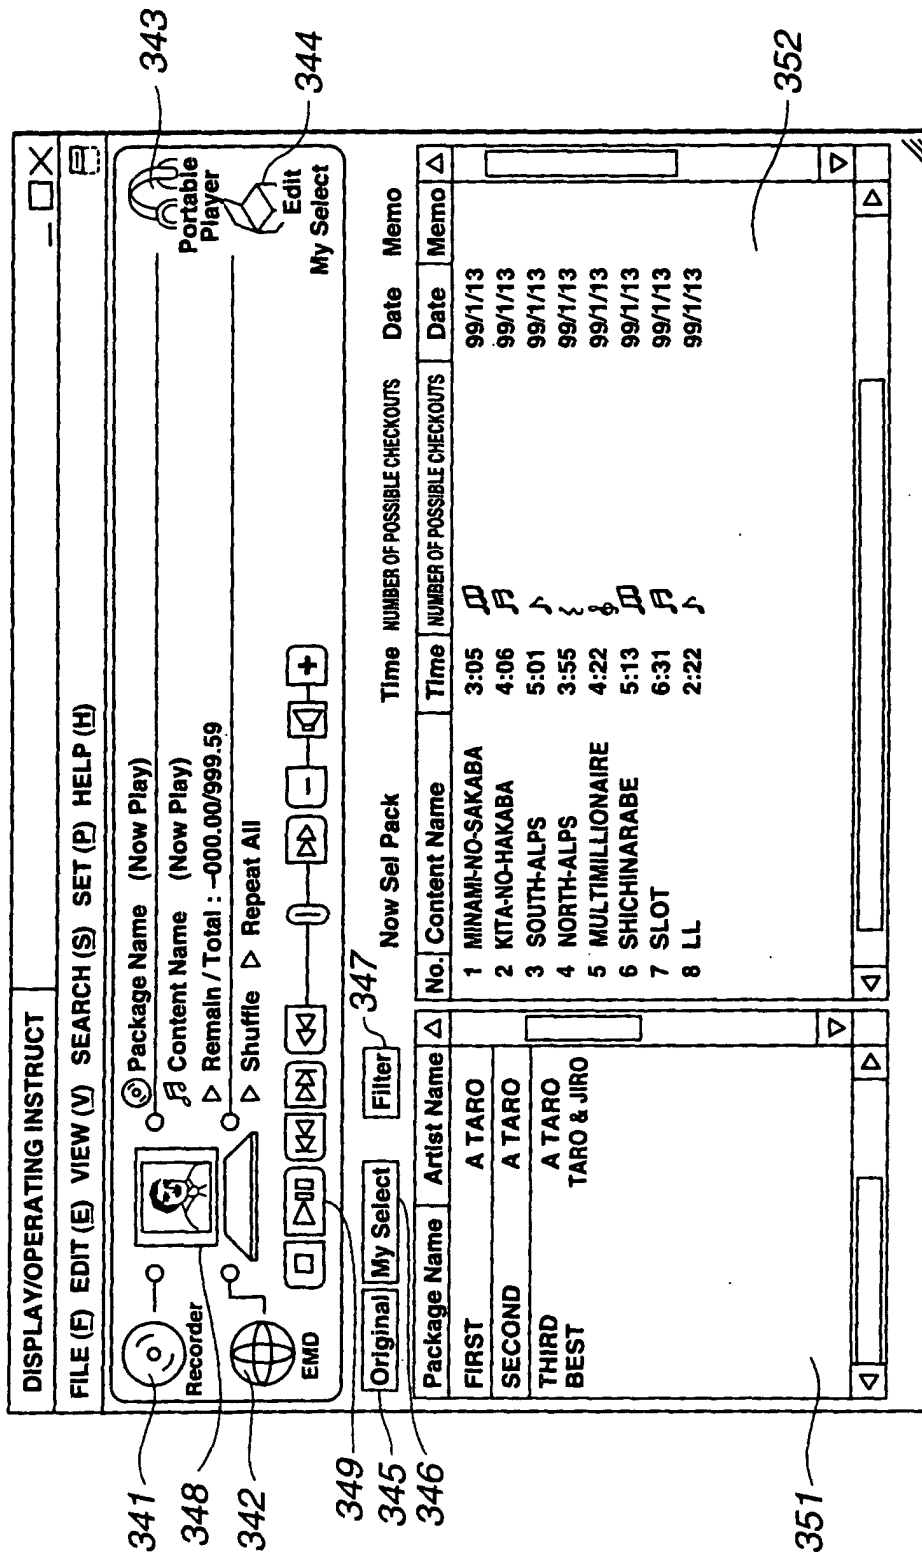 DISPLAY/OPERATING INSTRUCT
FILE (F) EDIT (E) VIEW (V) SEARCH (S) SET (P) HELP (H)
341
Recorder
348
342
EMD
Package Name (Now Play)
Content Name (Now Play)
Remain / Total : -000.00/999.59
Shuffle Repeat All
Portable
Player
343
344
Edit
My Select
349
345
Original
346
My Select
347
Filter
Now Sel Pack Time NUMBER OF POSSIBLE CHECKOUTS Date Memo
Package Name Artist Name
FIRST A TARO
SECOND A TARO
THIRD A TARO
BEST TARO & JIRO
351
No. Content Name Time NUMBER OF POSSIBLE CHECKOUTS Date Memo
1 MINAMI-NO-SAKABA 3:05 99/1/13
2 KITA-NO-HAKABA 4:06 99/1/13
3 SOUTH-ALPS 5:01 99/1/13
4 NORTH-ALPS 3:55 99/1/13
5 MULTIMILLIONAIRE 4:22 99/1/13
6 SHICHINARABE 5:13 99/1/13
7 SLOT 6:31 99/1/13
8 LL 2:22 99/1/13
352